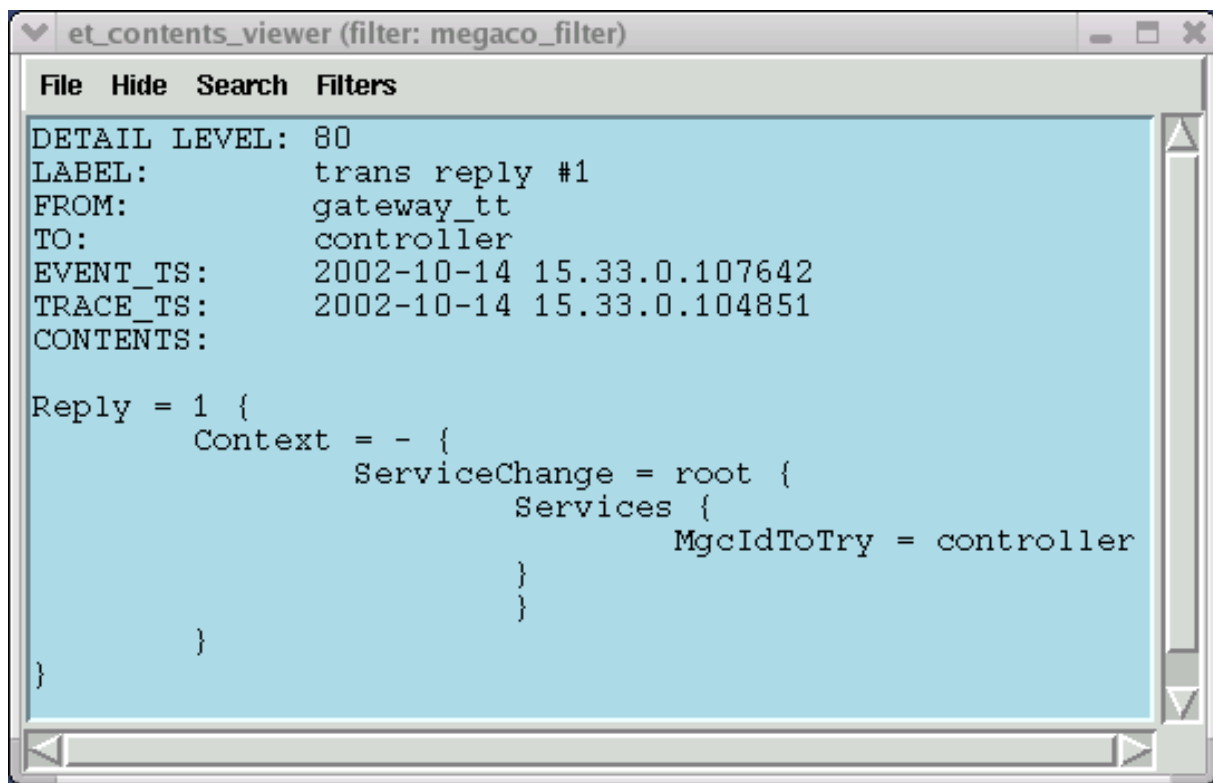 et_contents_viewer (filter: megaco_filter)
File Hide Search Filters
DETAIL LEVEL: 80
LABEL: trans reply #1
FROM: gateway_tt
TO: controller
EVENT_TS: 2002-10-14 15.33.0.107642
TRACE_TS: 2002-10-14 15.33.0.104851
CONTENTS:
Reply = 1 {
Context = - {
ServiceChange = root {
Services {
MgcIdToTry = controller
}
}
}
}